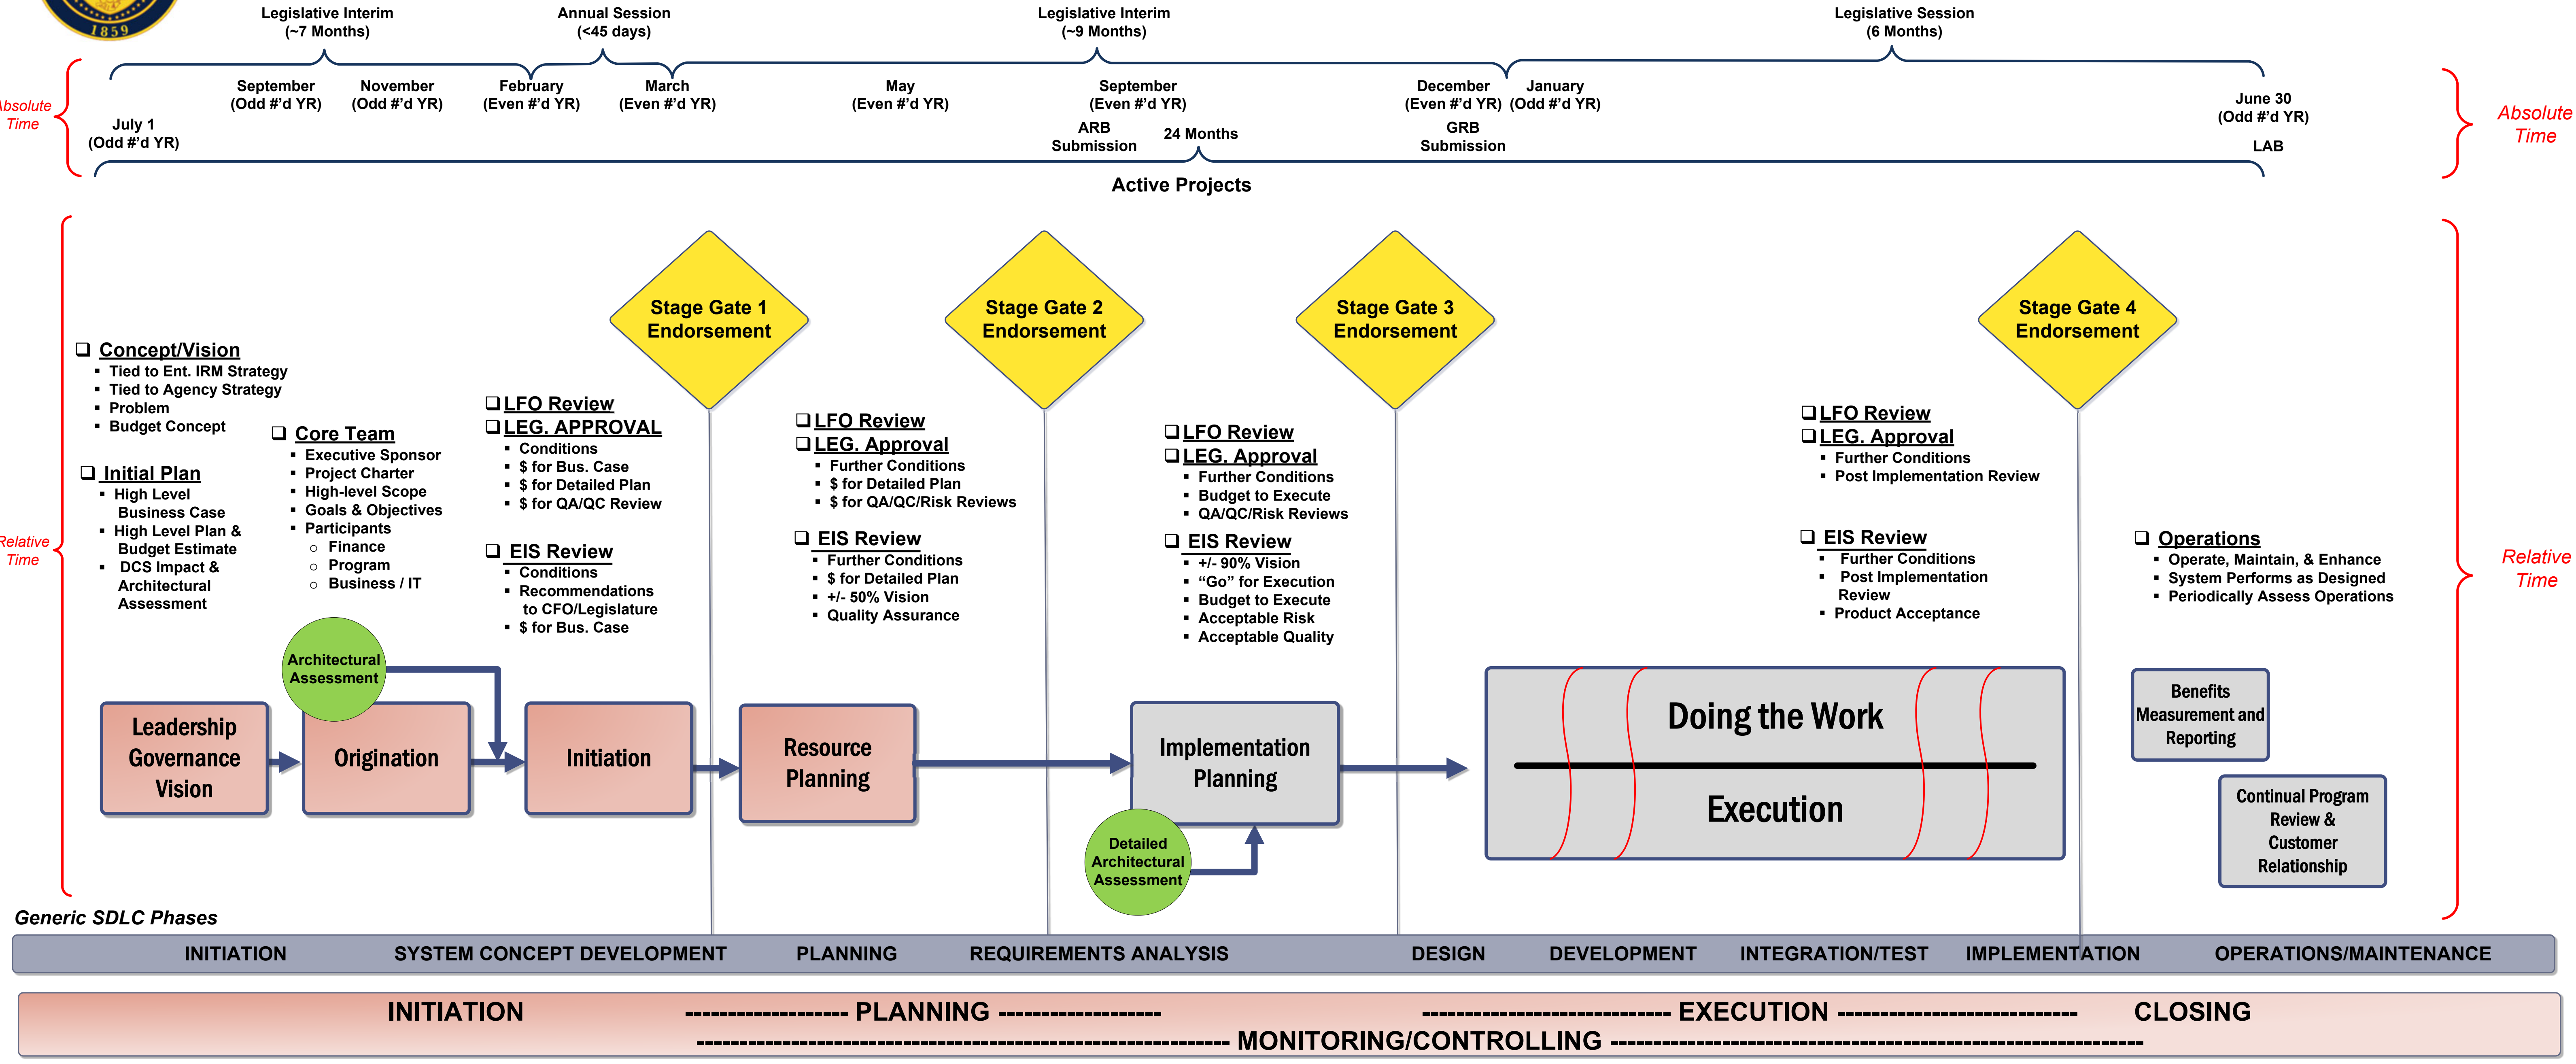 1859
Legislative Interim
(~7 Months)
Annual Session
(<45 days)
Legislative Interim
(~9 Months)
Legislative Session
(6 Months)
Absolute
Time
July 1
(Odd #'d YR)
September
(Odd #'d YR)
November
(Odd #'d YR)
February
(Even #'d YR)
March
(Even #'d YR)
May
(Even #'d YR)
September
(Even #'d YR)
December
(Even #'d YR)
January
(Odd #'d YR)
June 30
(Odd #'d YR)
ARB
Submission
24 Months
GRB
Submission
LAB
Absolute
Time
Active Projects
Stage Gate 1
Endorsement
Stage Gate 2
Endorsement
Stage Gate 3
Endorsement
Stage Gate 4
Endorsement
Relative
Time
❑ Concept/Vision
▪ Tied to Ent. IRM Strategy
▪ Tied to Agency Strategy
▪ Problem
▪ Budget Concept
❑ Initial Plan
▪ High Level
Business Case
▪ High Level Plan &
Budget Estimate
▪ DCS Impact &
Architectural
Assessment
❑ Core Team
▪ Executive Sponsor
▪ Project Charter
▪ High-level Scope
▪ Goals & Objectives
▪ Participants
o Finance
o Program
o Business / IT
❑ LFO Review
❑ LEG. APPROVAL
▪ Conditions
▪ $ for Bus. Case
▪ $ for Detailed Plan
▪ $ for QA/QC Review
❑ EIS Review
▪ Conditions
▪ Recommendations
to CFO/Legislature
▪ $ for Bus. Case
❑ LFO Review
❑ LEG. Approval
▪ Further Conditions
▪ $ for Detailed Plan
▪ $ for QA/QC/Risk Reviews
❑ EIS Review
▪ Further Conditions
▪ $ for Detailed Plan
▪ +/- 50% Vision
▪ Quality Assurance
❑ LFO Review
❑ LEG. Approval
▪ Further Conditions
▪ Budget to Execute
▪ QA/QC/Risk Reviews
❑ EIS Review
▪ +/- 90% Vision
▪ “Go” for Execution
▪ Budget to Execute
▪ Acceptable Risk
▪ Acceptable Quality
❑ LFO Review
❑ LEG. Approval
▪ Further Conditions
▪ Post Implementation Review
❑ EIS Review
▪ Further Conditions
▪ Post Implementation
Review
▪ Product Acceptance
❑ Operations
▪ Operate, Maintain, & Enhance
▪ System Performs as Designed
▪ Periodically Assess Operations
Relative
Time
Architectural
Assessment
Leadership
Governance
Vision
Origination
Initiation
Resource
Planning
Implementation
Planning
Detailed
Architectural
Assessment
Doing the Work
Execution
Benefits
Measurement and
Reporting
Continual Program
Review &
Customer
Relationship
Generic SDLC Phases
INITIATION SYSTEM CONCEPT DEVELOPMENT PLANNING REQUIREMENTS ANALYSIS DESIGN DEVELOPMENT INTEGRATION/TEST IMPLEMENTATION OPERATIONS/MAINTENANCE
INITIATION ------------------- PLANNING ------------------- ----------------------------- EXECUTION ---------------------------- CLOSING
-------------------------------------------------------------- MONITORING/CONTROLLING --------------------------------------------------------------